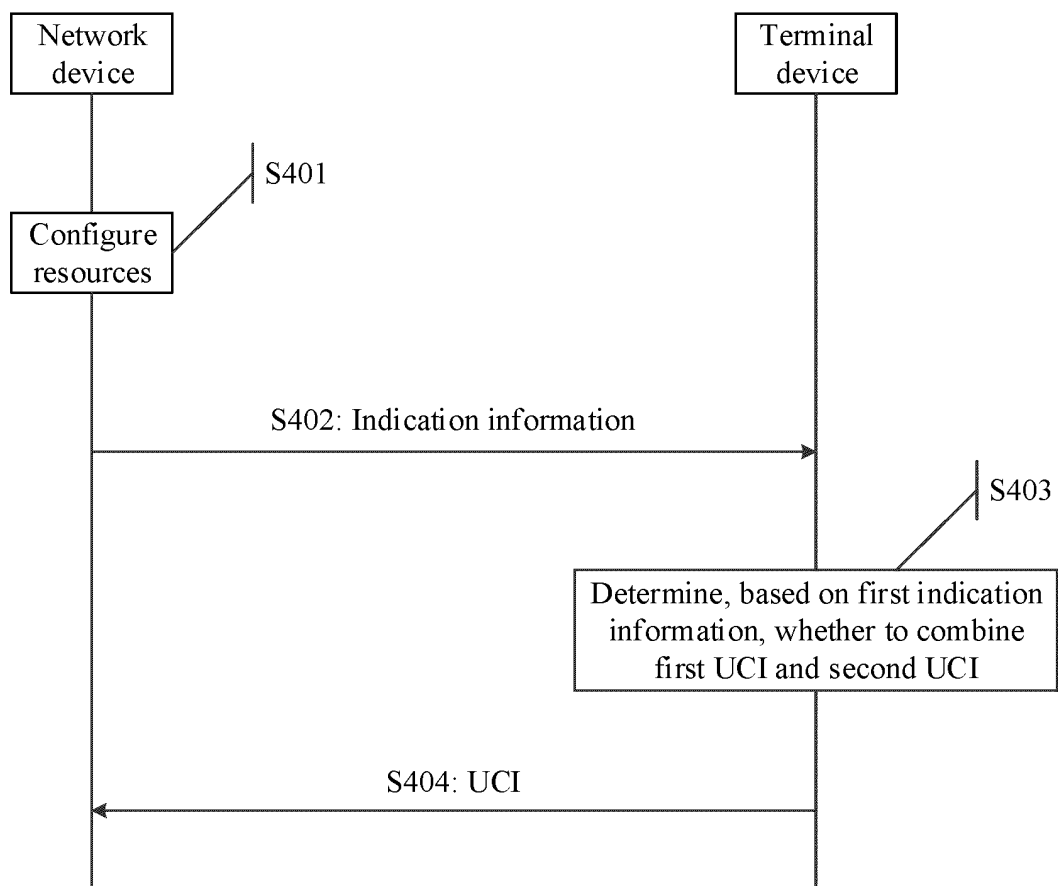 Network
device
Terminal
device
S401
Configure
resources
S402: Indication information
S403
Determine, based on first indication
information, whether to combine
first UCI and second UCI
S404: UCI